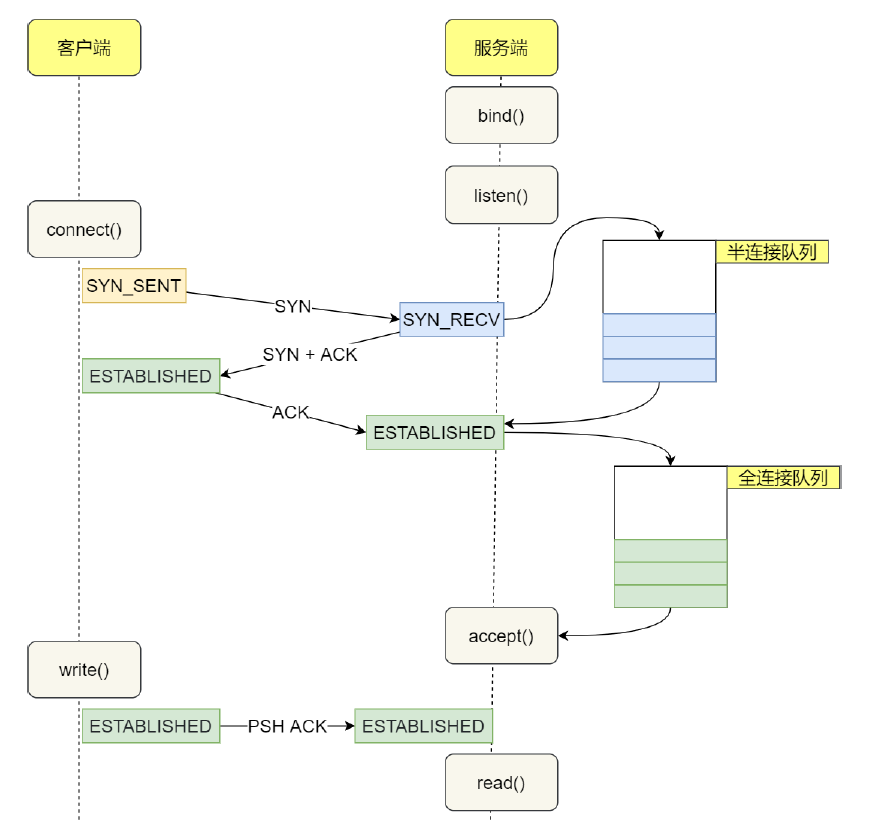 客户端
服务端
bind()
listen()
connect()
半连接队列
SYN_SENT
SYN
SYN_RECV
SYN + ACK
ESTABLISHED
ACK
ESTABLISHED
全连接队列
accept()
write()
ESTABLISHED
PSH ACK
ESTABLISHED
read()